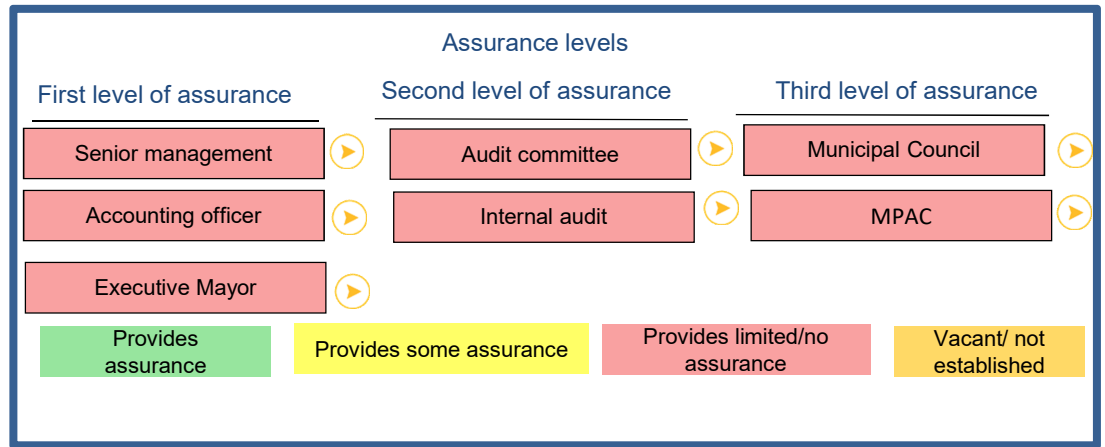 Assurance levels
First level of assurance
Second level of assurance
Third level of assurance
Senior management
Audit committee
Municipal Council
Accounting officer
Internal audit
MPAC
Executive Mayor
Provides
assurance
Provides some assurance
Provides limited/no
assurance
Vacant/ not
established